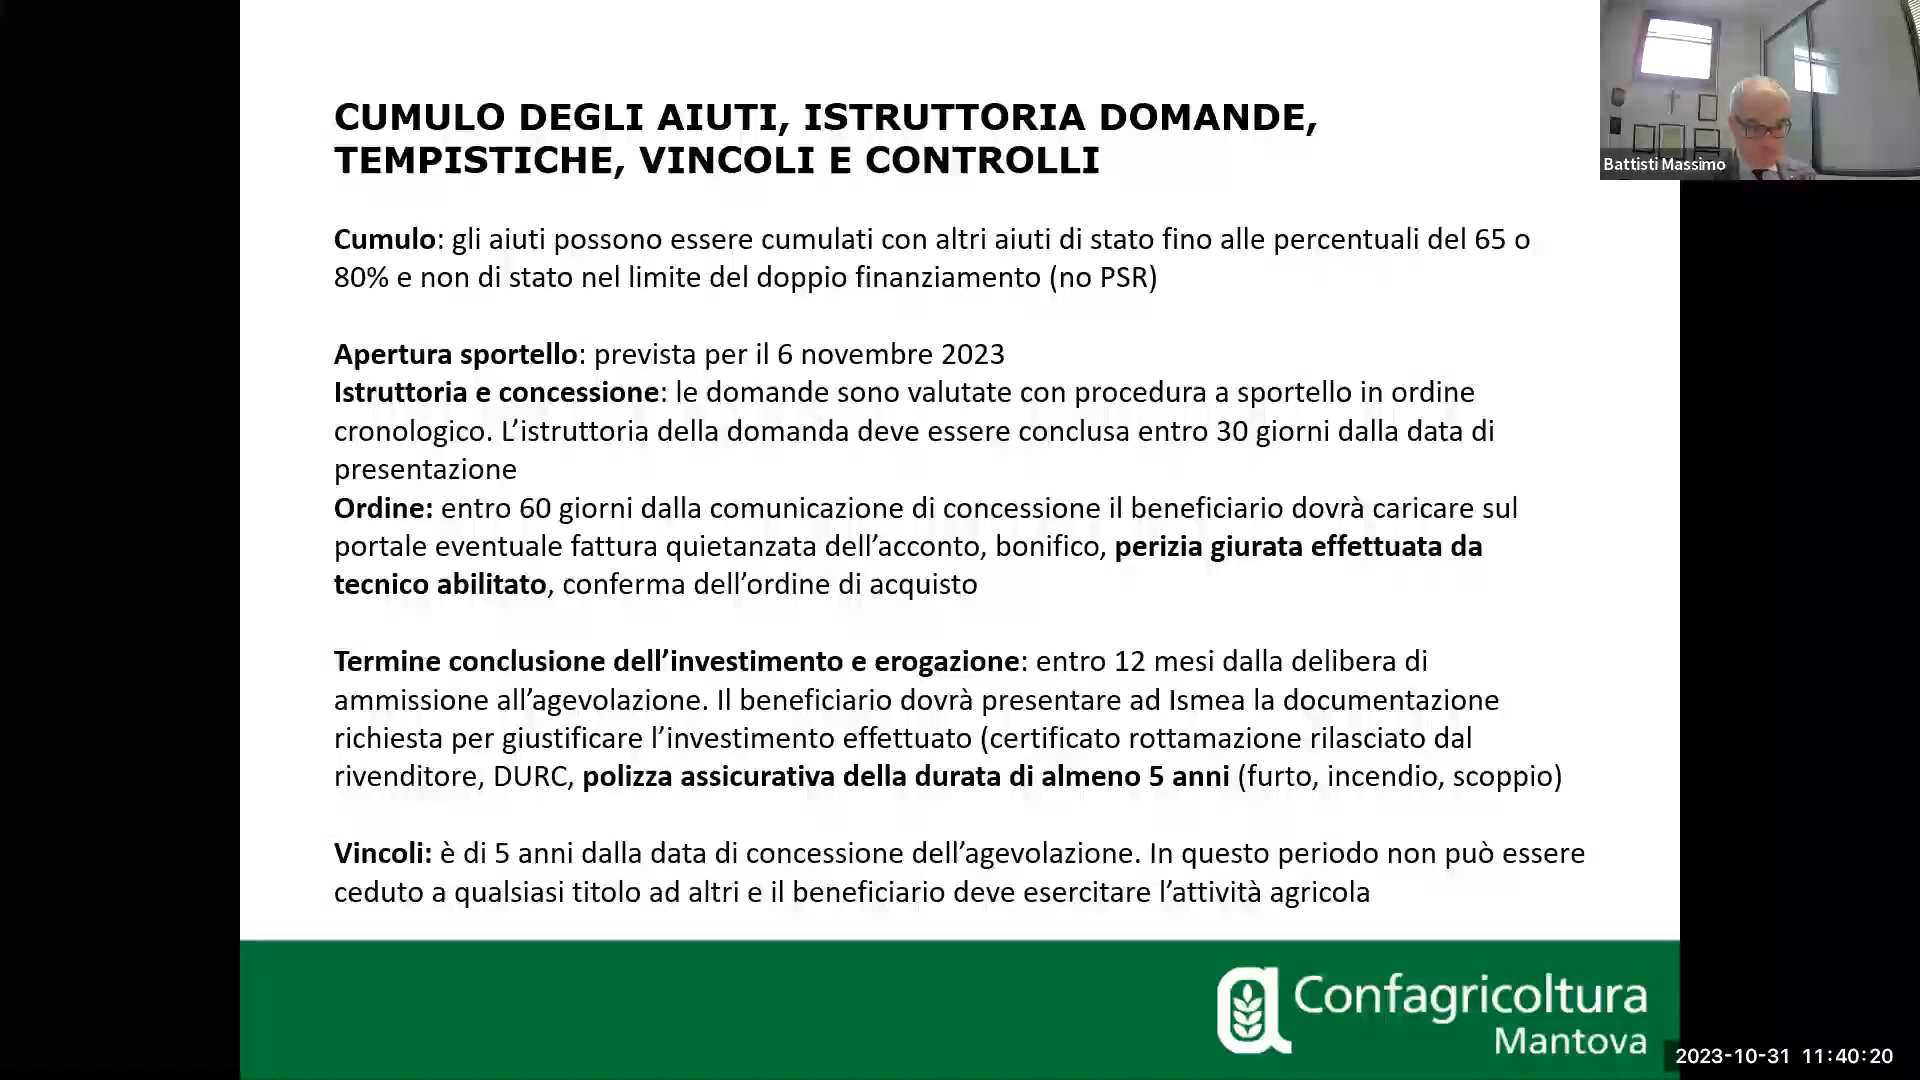 CUMULO DEGLI AIUTI, ISTRUTTORIA DOMANDE,
TEMPISTICHE, VINCOLI E CONTROLLI
Battisti Massimo
Cumulo: gli aiuti possono essere cumulati con altri aiuti di stato fino alle percentuali del 65 o
80% e non di stato nel limite del doppio finanziamento (no PSR)
Apertura sportello: prevista per il 6 novembre 2023
Istruttoria e concessione: le domande sono valutate con procedura a sportello in ordine
cronologico. L’istruttoria della domanda deve essere conclusa entro 30 giorni dalla data di
presentazione
Ordine: entro 60 giorni dalla comunicazione di concessione il beneficiario dovrà caricare sul
portale eventuale fattura quietanzata dell’acconto, bonifico, perizia giurata effettuata da
tecnico abilitato, conferma dell’ordine di acquisto
Termine conclusione dell’investimento e erogazione: entro 12 mesi dalla delibera di
ammissione all’agevolazione. Il beneficiario dovrà presentare ad Ismea la documentazione
richiesta per giustificare l’investimento effettuato (certificato rottamazione rilasciato dal
rivenditore, DURC, polizza assicurativa della durata di almeno 5 anni (furto, incendio, scoppio)
Vincoli: è di 5 anni dalla data di concessione dell’agevolazione. In questo periodo non può essere
ceduto a qualsiasi titolo ad altri e il beneficiario deve esercitare l’attività agricola
Confagricoltura
Mantova
2023-10-31 11:40:20